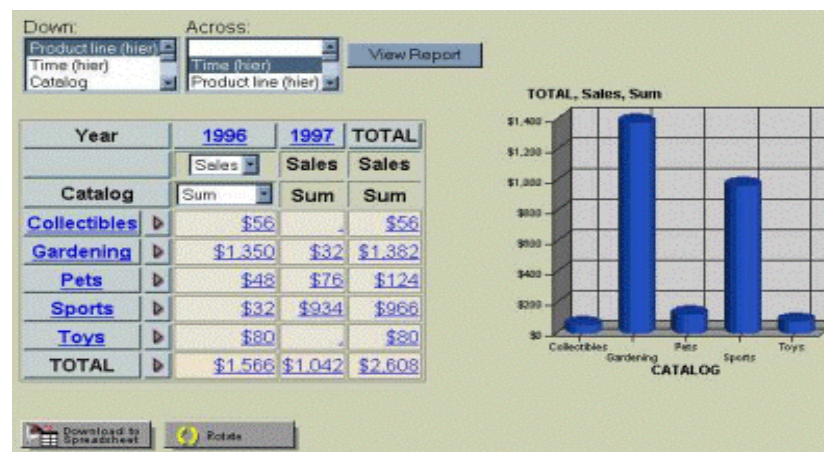 Down: Across:
Product line (hier)
Time (hier)
Catalog
Time (hier)
Product line (hier)
View Report
Year 1996 1997 TOTAL
Sales Sales Sales
Catalog Sum Sum Sum
Collectibles $56 . $56
Gardening $1,350 $32 $1,382
Pets $48 $76 $124
Sports $32 $934 $966
Toys $80 . $80
TOTAL $1,566 $1,042 $2,608
Download to
Spreadsheet
Rotate
TOTAL, Sales, Sum
$1,400
$1,200
$1,000
$800
$600
$400
$200
$0
Collectibles Gardening Pets Sports Toys
CATALOG